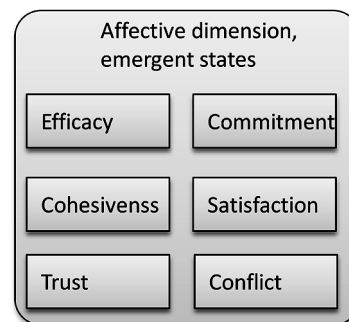 Affective dimension,
emergent states
Efficacy
Commitment
Cohesivenss
Satisfaction
Trust
Conflict